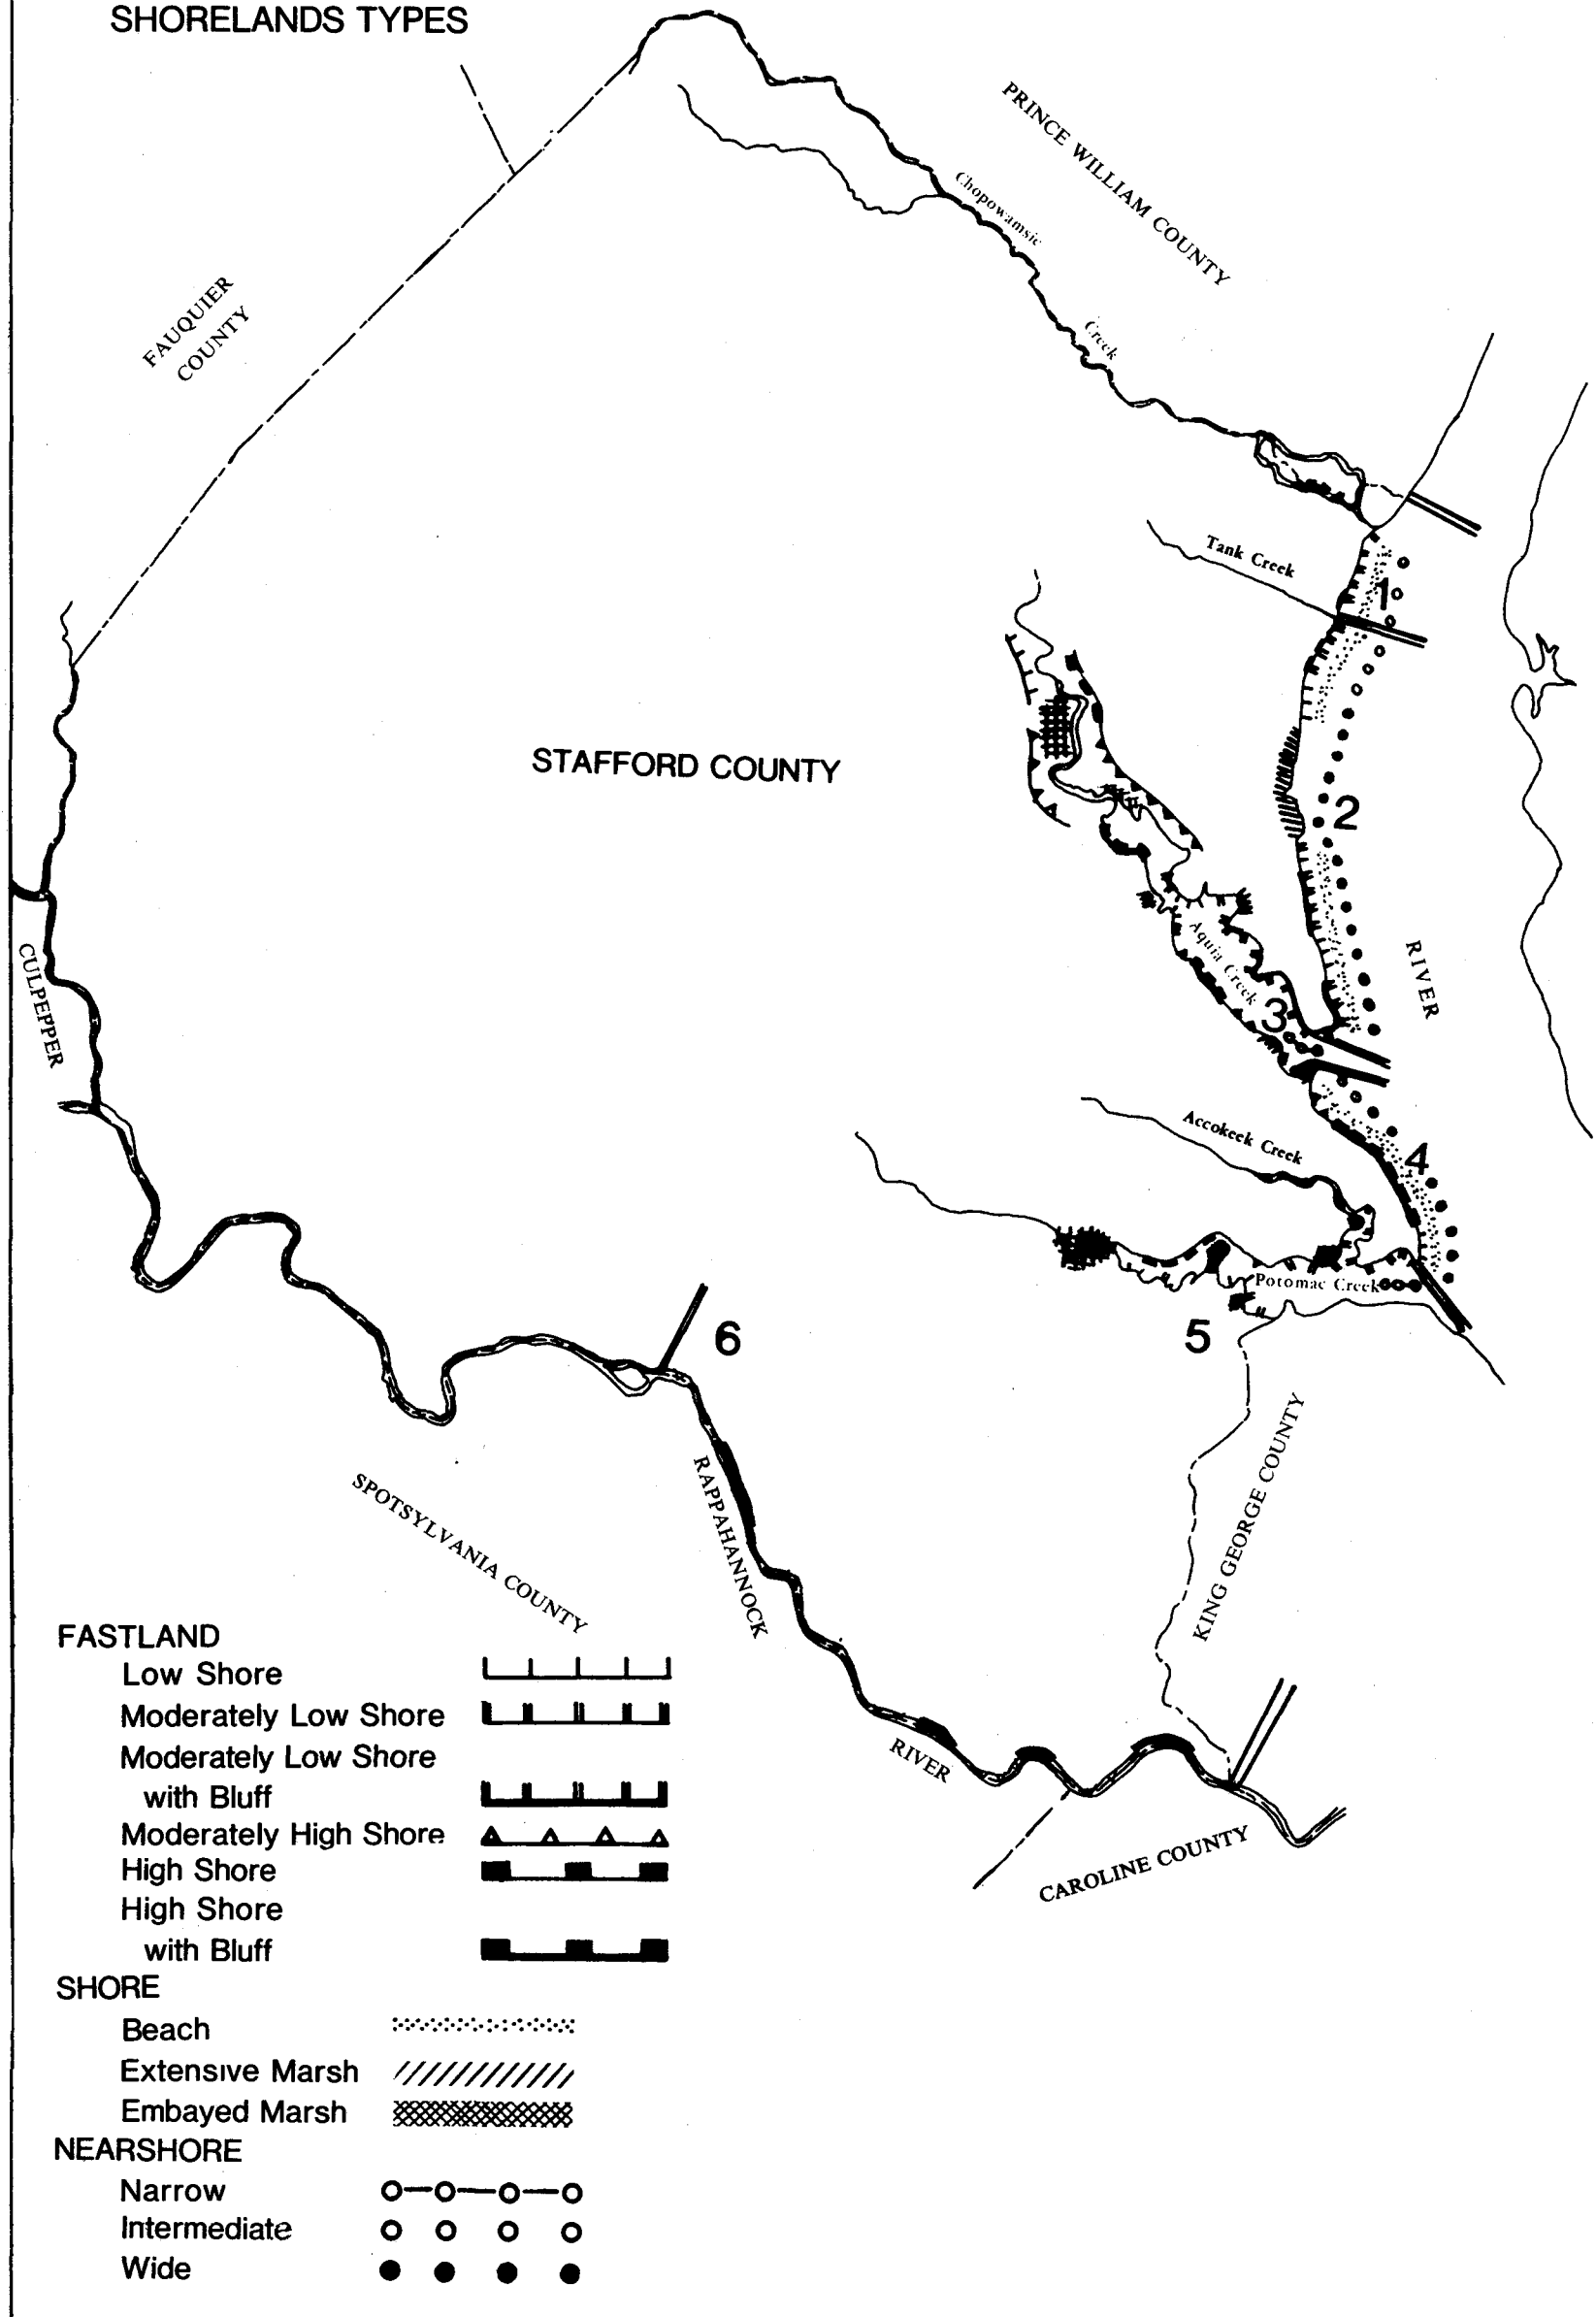 SHORELANDS TYPES
PRINCE WILLIAM COUNTY
Chopowamsic
Creek
FAUQUIER
COUNTY
Tank Creek
1
STAFFORD COUNTY
2
CULPEPPER
Aquia Creek
RIVER
3
Accokeek Creek
4
Potomac Creek
5
6
SPOTSYLVANIA COUNTY
RAPPAHANNOCK
KING GEORGE COUNTY
RIVER
CAROLINE COUNTY
FASTLAND
Low Shore
Moderately Low Shore
Moderately Low Shore
with Bluff
Moderately High Shore
High Shore
High Shore
with Bluff
SHORE
Beach
Extensive Marsh
Embayed Marsh
NEARSHORE
Narrow
Intermediate
Wide